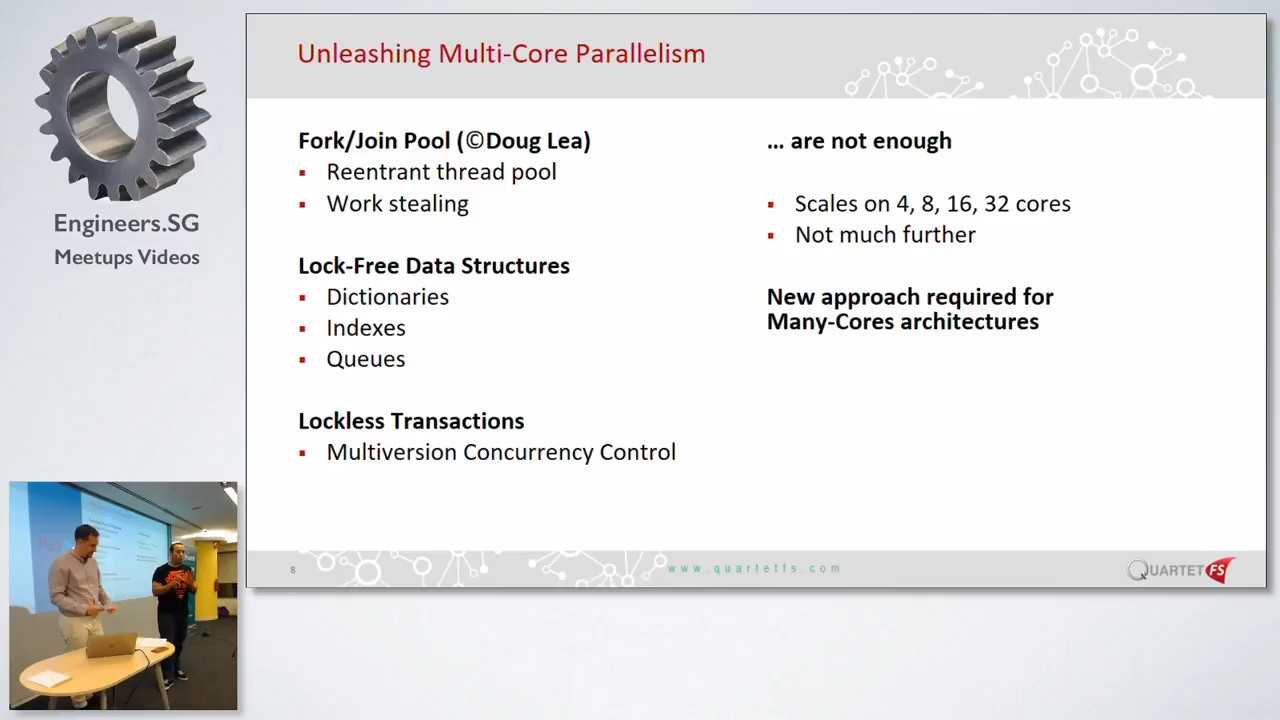 Unleashing Multi-Core Parallelism
Fork/Join Pool (©Doug Lea)
▪ Reentrant thread pool
▪ Work stealing
Lock-Free Data Structures
▪ Dictionaries
▪ Indexes
▪ Queues
Lockless Transactions
▪ Multiversion Concurrency Control
... are not enough
▪ Scales on 4, 8, 16, 32 cores
▪ Not much further
New approach required for
Many-Cores architectures
8
www.quartetfs.com
QUARTET FS
Engineers.SG
Meetups Videos